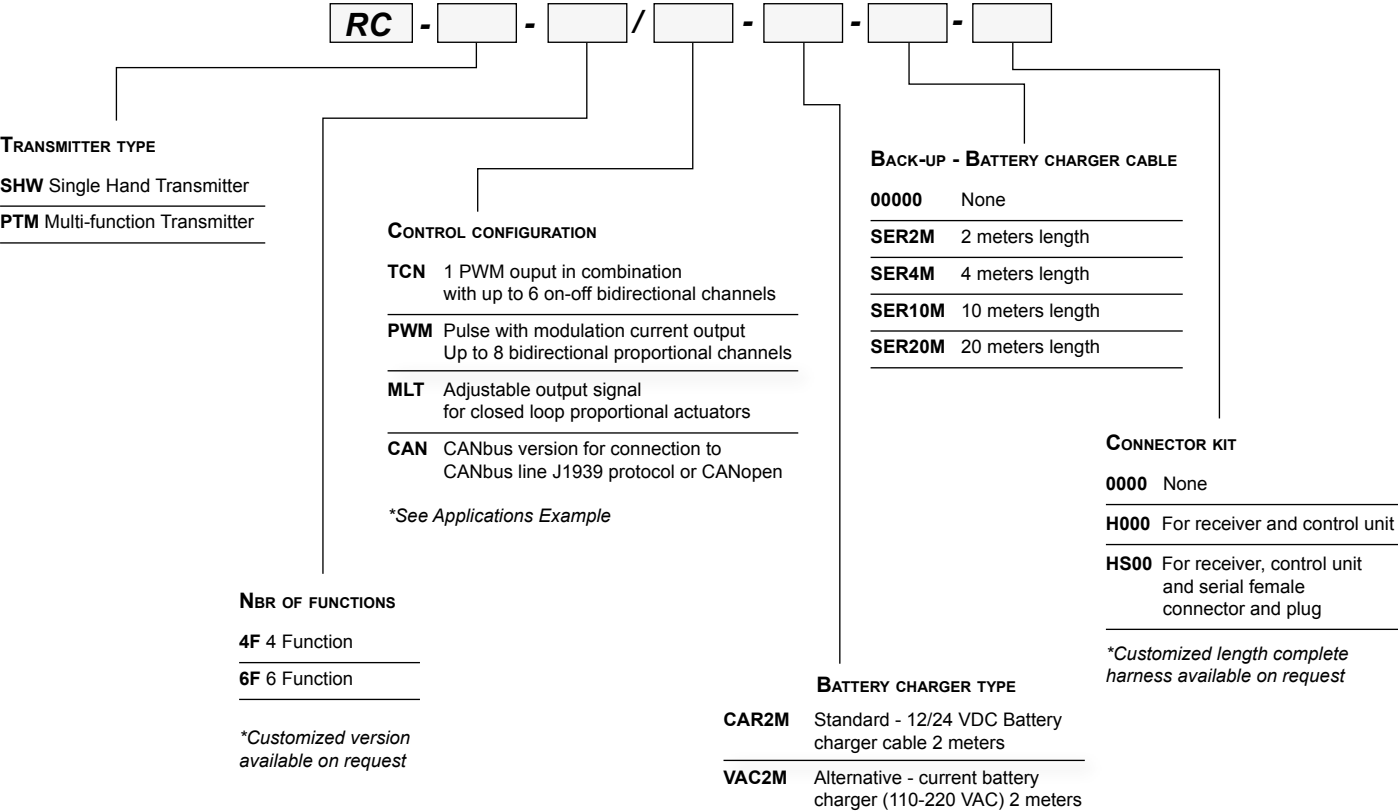 RC - - / - - -
TRANSMITTER TYPE
SHW Single Hand Transmitter
PTM Multi-function Transmitter
CONTROL CONFIGURATION
TCN 1 PWM ouput in combination
with up to 6 on-off bidirectional channels
PWM Pulse with modulation current output
Up to 8 bidirectional proportional channels
MLT Adjustable output signal
for closed loop proportional actuators
CAN CANbus version for connection to
CANbus line J1939 protocol or CANopen
*See Applications Example
BACK-UP - BATTERY CHARGER CABLE
00000 None
SER2M 2 meters length
SER4M 4 meters length
SER10M 10 meters length
SER20M 20 meters length
CONNECTOR KIT
0000 None
H000 For receiver and control unit
HS00 For receiver, control unit
and serial female
connector and plug
*Customized length complete
harness available on request
NBR OF FUNCTIONS
4F 4 Function
6F 6 Function
*Customized version
available on request
BATTERY CHARGER TYPE
CAR2M Standard - 12/24 VDC Battery
charger cable 2 meters
VAC2M Alternative - current battery
charger (110-220 VAC) 2 meters